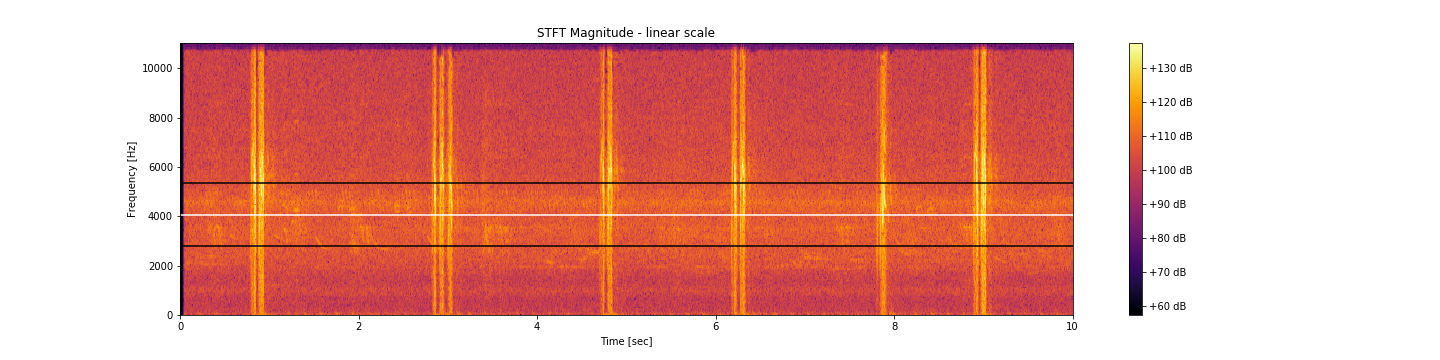 STFT Magnitude - linear scale
Frequency [Hz]
10000
8000
6000
4000
2000
0
0 2 4 6 8 10
Time [sec]
+130 dB
+120 dB
+110 dB
+100 dB
+90 dB
+80 dB
+70 dB
+60 dB